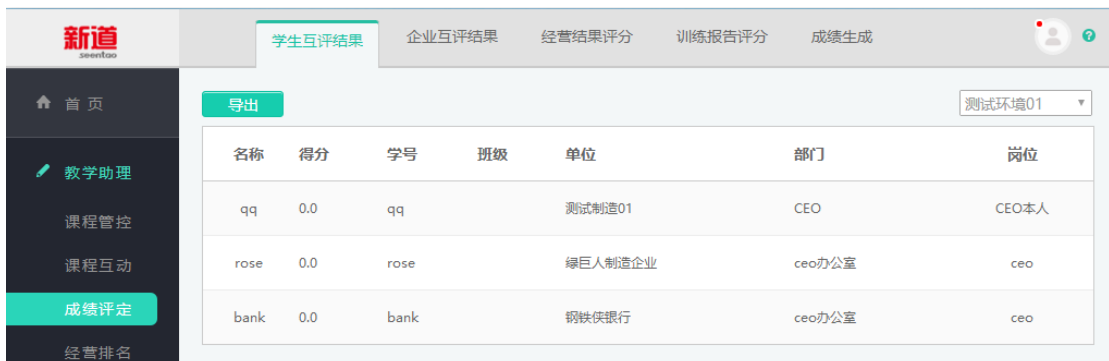 新道
seentao
学生互评结果 企业互评结果 经营结果评分 训练报告评分 成绩生成
首页
导出 测试环境01
名称 得分 学号 班级 单位 部门 岗位
教学助理
qq 0.0 qq 测试制造01 CEO CEO本人
课程管控
rose 0.0 rose 绿巨人制造企业 ceo办公室 ceo
课程互动
成绩评定
bank 0.0 bank 钢铁侠银行 ceo办公室 ceo
经营排名